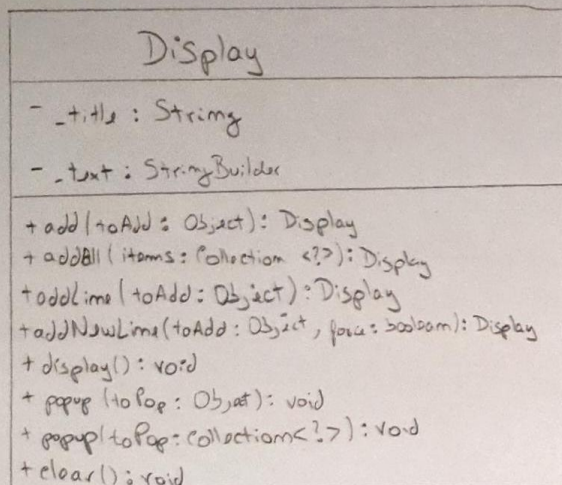 Display
- _title : String
- _text : StringBuilder
+ add(toAdd : Object) : Display
+ addAll(items : Collection <?>) : Display
+ addLine(toAdd : Object) : Display
+ addNewLine(toAdd : Object, force : boolean) : Display
+ display() : void
+ popup (toPop : Object) : void
+ popup(toPop : Collection<?>) : void
+ clear() : void